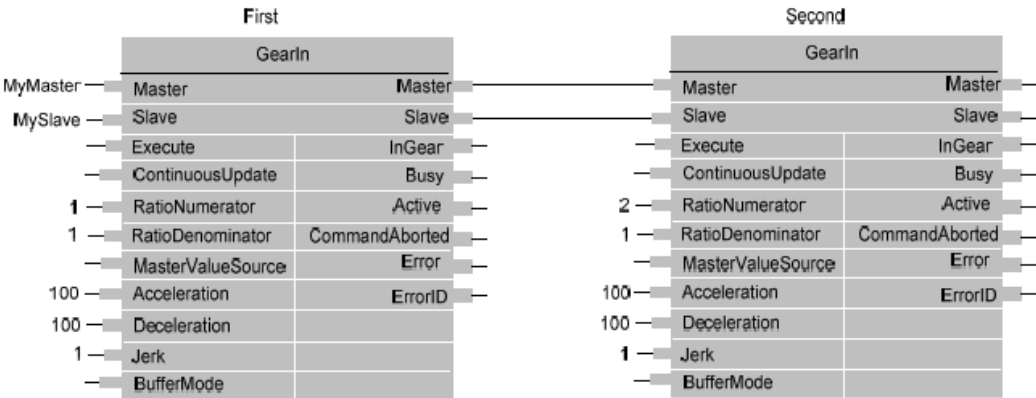 First Second
GearIn GearIn
MyMaster Master Master Master Master
MySlave Slave Slave Slave Slave
Execute InGear Execute InGear
ContinuousUpdate Busy ContinuousUpdate Busy
1 RatioNumerator Active 2 RatioNumerator Active
1 RatioDenominator CommandAborted 1 RatioDenominator CommandAborted
MasterValueSource Error MasterValueSource Error
100 Acceleration ErrorID 100 Acceleration ErrorID
100 Deceleration 100 Deceleration
1 Jerk 1 Jerk
BufferMode BufferMode